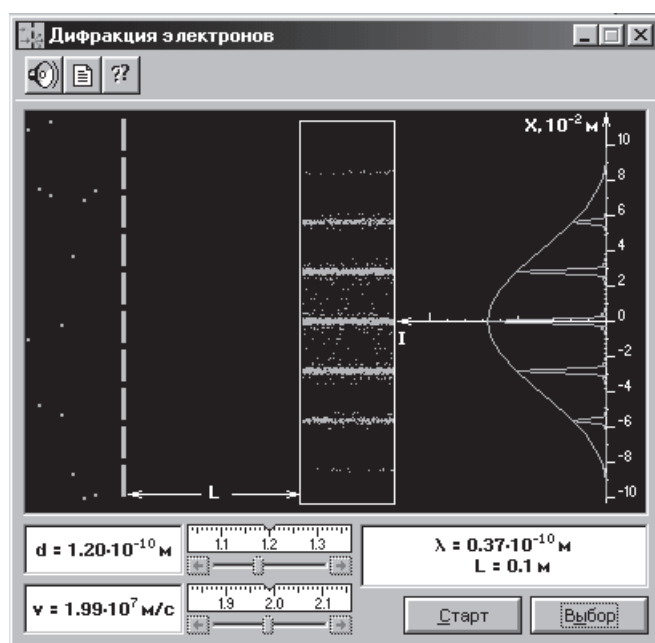 Дифракция электронов
??
X, 10⁻² м
10
8
6
4
2
0
I
-2
-4
-6
-8
-10
L
d = 1.20·10⁻¹⁰ м
1.1 1.2 1.3
λ = 0.37·10⁻¹⁰ м
L = 0.1 м
v = 1.99·10⁷ м/с
1.9 2.0 2.1
Старт
Выбор